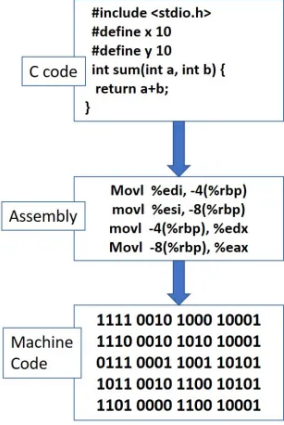 #include <stdio.h>
#define x 10
#define y 10
int sum(int a, int b) {
return a+b;
}
C code
Movl %edi, -4(%rbp)
movl %esi, -8(%rbp)
movl -4(%rbp), %edx
Movl -8(%rbp), %eax
Assembly
1111 0010 1000 10001
1110 0010 1010 10001
0111 0001 1001 10101
1011 0010 1100 10101
1101 0000 1100 10001
Machine
Code